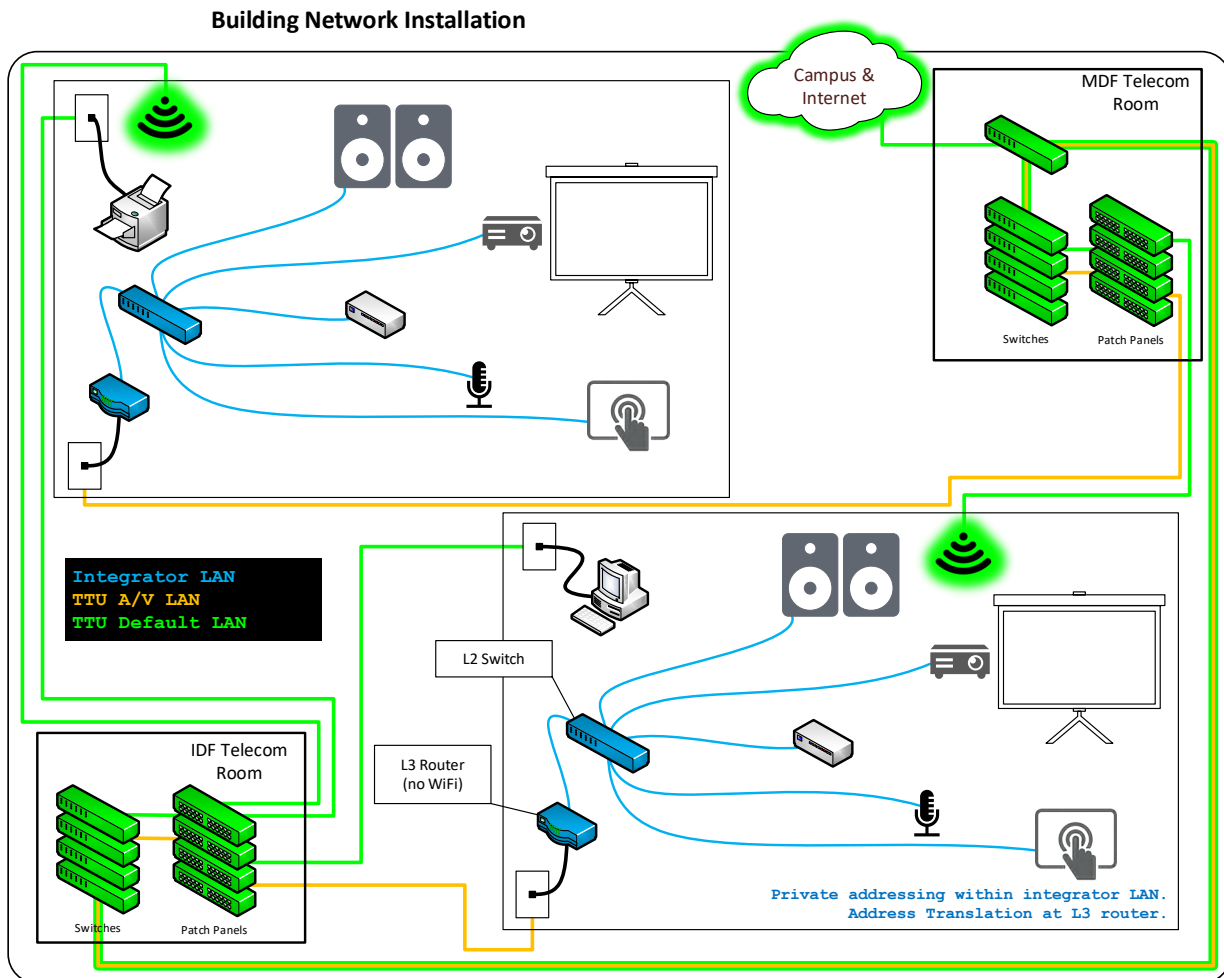 Building Network Installation
Campus &
Internet
MDF Telecom
Room
Switches
Patch Panels
Integrator LAN
TTU A/V LAN
TTU Default LAN
L2 Switch
L3 Router
(no WiFi)
IDF Telecom
Room
Switches
Patch Panels
Private addressing within integrator LAN.
Address Translation at L3 router.